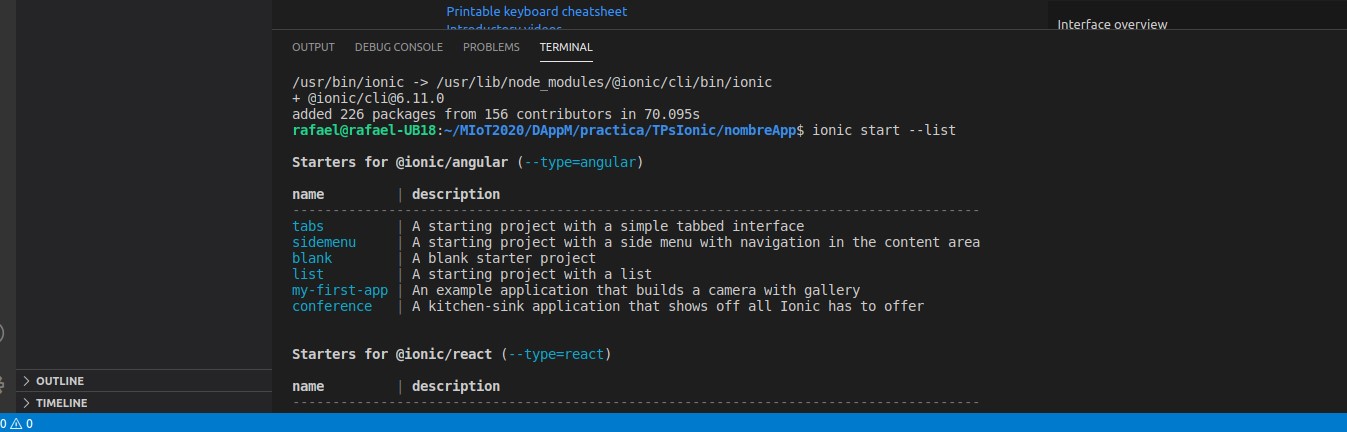 Printable keyboard cheatsheet
Introductory videos
Interface overview
OUTPUT DEBUG CONSOLE PROBLEMS TERMINAL
/usr/bin/ionic -> /usr/lib/node_modules/@ionic/cli/bin/ionic
+ @ionic/cli@6.11.0
added 226 packages from 156 contributors in 70.095s
rafael@rafael-UB18:~/MIoT2020/DAppM/practica/TPsIonic/nombreApp$ ionic start --list
Starters for @ionic/angular (--type=angular)
name | description
--------------------------------------------------------------------------------------
tabs | A starting project with a simple tabbed interface
sidemenu | A starting project with a side menu with navigation in the content area
blank | A blank starter project
list | A starting project with a list
my-first-app | An example application that builds a camera with gallery
conference | A kitchen-sink application that shows off all Ionic has to offer
Starters for @ionic/react (--type=react)
name | description
--------------------------------------------------------------------------------------
OUTLINE
TIMELINE
0 0